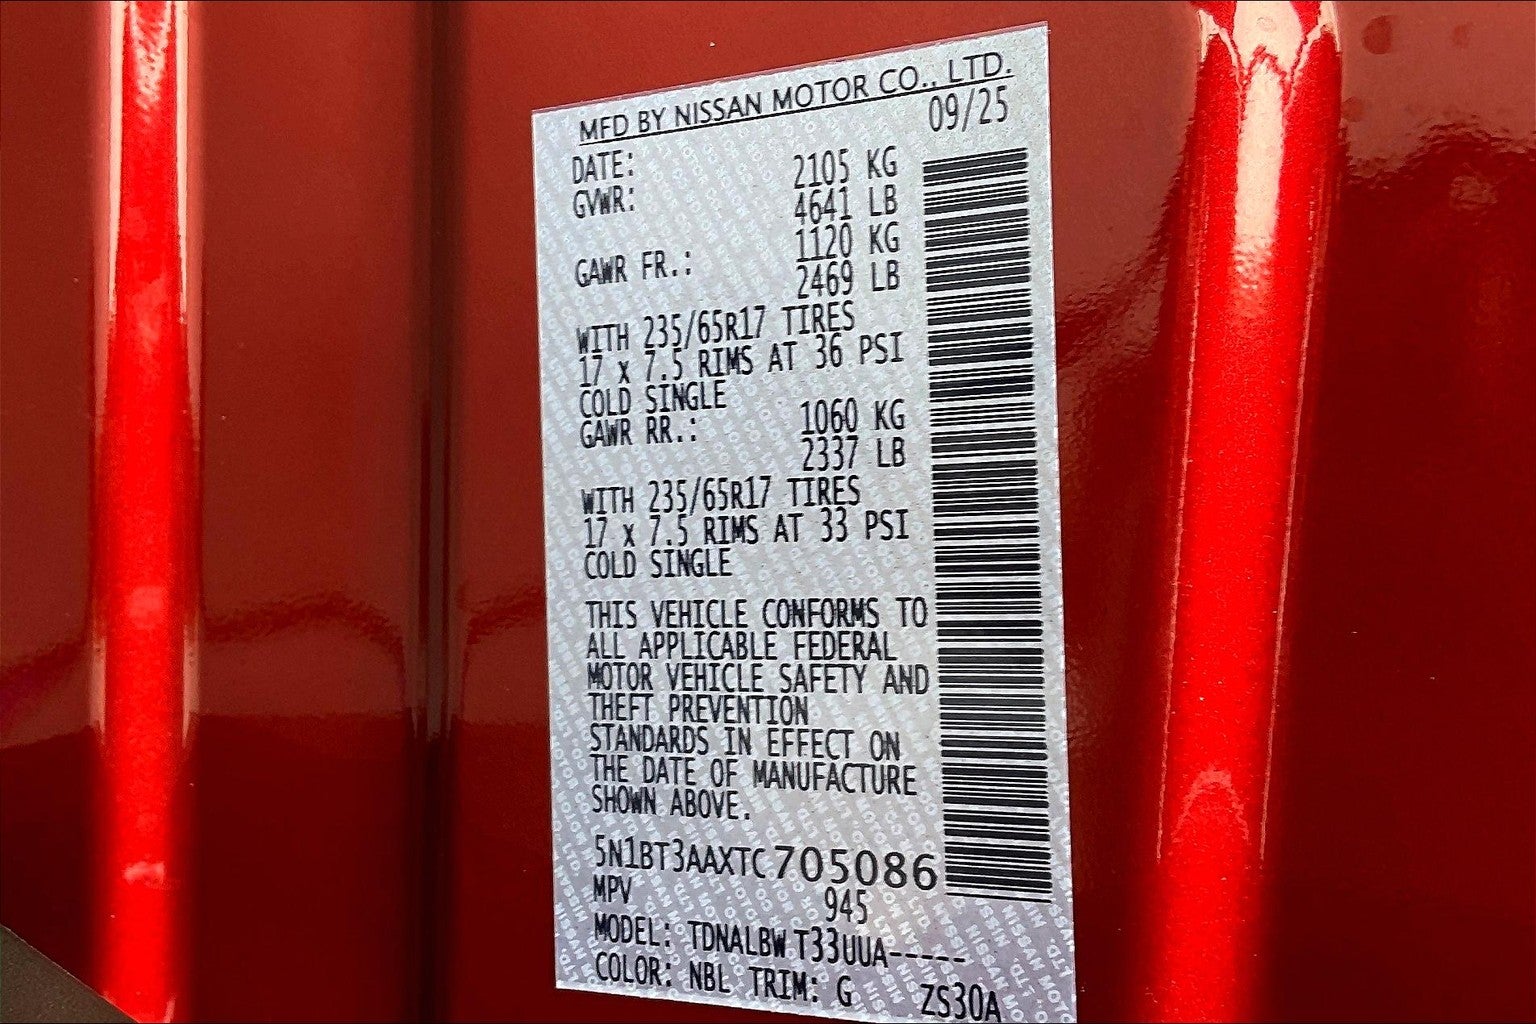 MFD BY NISSAN MOTOR CO., LTD.
DATE: 09/25
GVWR: 2105 KG
4641 LB
GAWR FR.: 1120 KG
2469 LB
WITH 235/65R17 TIRES
17 x 7.5 RIMS AT 36 PSI
COLD SINGLE
GAWR RR.: 1060 KG
2337 LB
WITH 235/65R17 TIRES
17 x 7.5 RIMS AT 33 PSI
COLD SINGLE
THIS VEHICLE CONFORMS TO
ALL APPLICABLE FEDERAL
MOTOR VEHICLE SAFETY AND
THEFT PREVENTION
STANDARDS IN EFFECT ON
THE DATE OF MANUFACTURE
SHOWN ABOVE.
5N1BT3AAXTC705086
MPV 945
MODEL: TDNALBWT33UUA-----
COLOR: NBL TRIM: G ZS30A